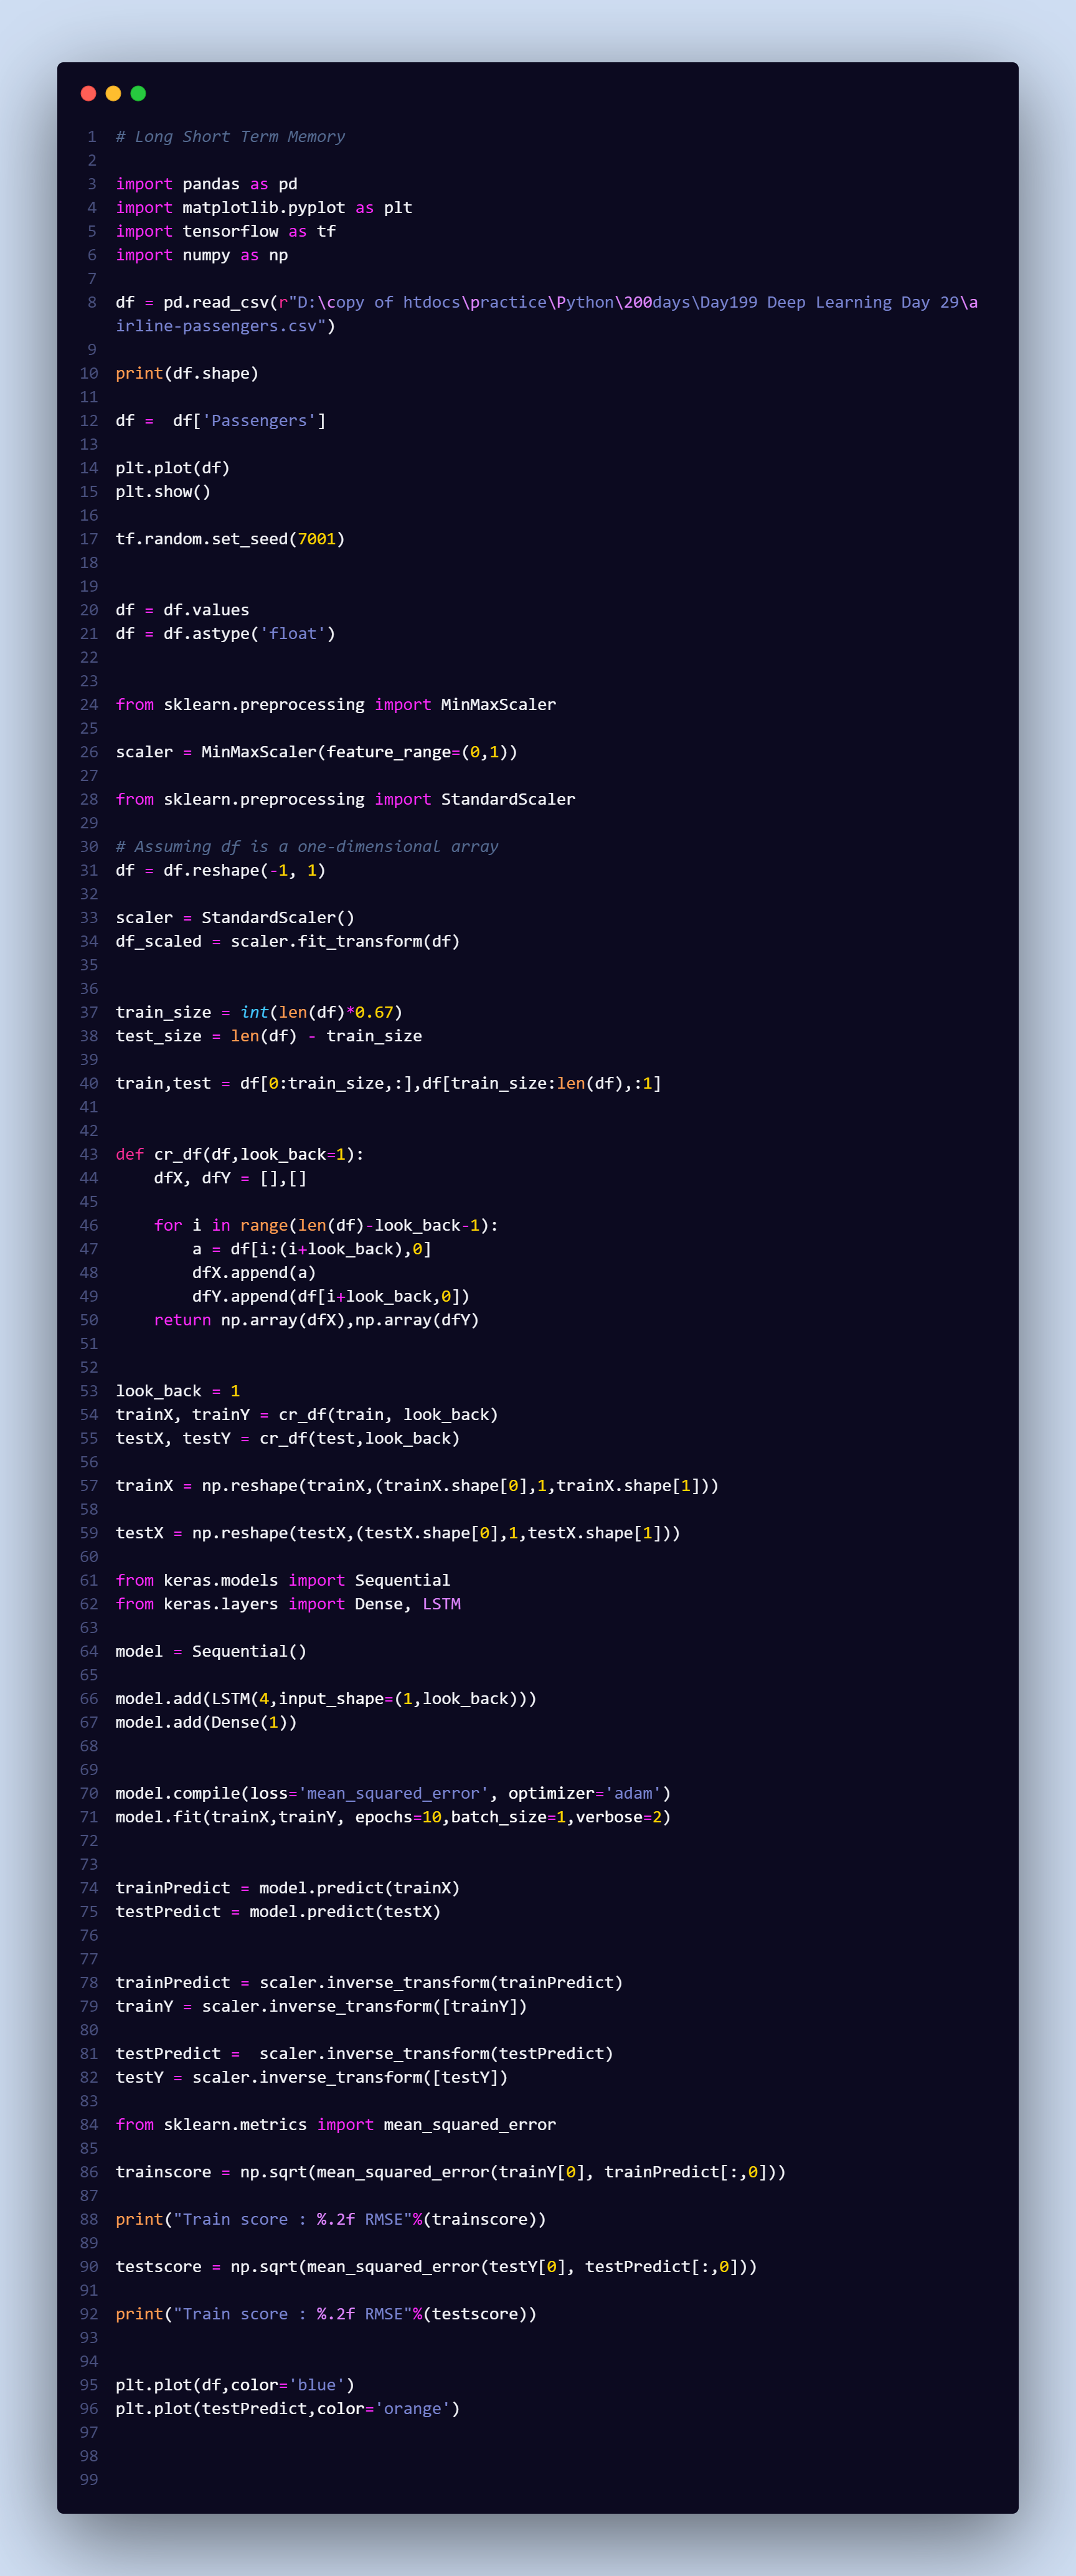 1 # Long Short Term Memory
2
3 import pandas as pd
4 import matplotlib.pyplot as plt
5 import tensorflow as tf
6 import numpy as np
7
8 df = pd.read_csv(r"D:\copy of htdocs\practice\Python\200days\Day199 Deep Learning Day 29\a
irline-passengers.csv")
9
10 print(df.shape)
11
12 df =  df['Passengers']
13
14 plt.plot(df)
15 plt.show()
16
17 tf.random.set_seed(7001)
18
19
20 df = df.values
21 df = df.astype('float')
22
23
24 from sklearn.preprocessing import MinMaxScaler
25
26 scaler = MinMaxScaler(feature_range=(0,1))
27
28 from sklearn.preprocessing import StandardScaler
29
30 # Assuming df is a one-dimensional array
31 df = df.reshape(-1, 1)
32
33 scaler = StandardScaler()
34 df_scaled = scaler.fit_transform(df)
35
36
37 train_size = int(len(df)*0.67)
38 test_size = len(df) - train_size
39
40 train,test = df[0:train_size,:],df[train_size:len(df),:1]
41
42
43 def cr_df(df,look_back=1):
44     dfX, dfY = [],[]
45
46     for i in range(len(df)-look_back-1):
47         a = df[i:(i+look_back),0]
48         dfX.append(a)
49         dfY.append(df[i+look_back,0])
50     return np.array(dfX),np.array(dfY)
51
52
53 look_back = 1
54 trainX, trainY = cr_df(train, look_back)
55 testX, testY = cr_df(test,look_back)
56
57 trainX = np.reshape(trainX,(trainX.shape[0],1,trainX.shape[1]))
58
59 testX = np.reshape(testX,(testX.shape[0],1,testX.shape[1]))
60
61 from keras.models import Sequential
62 from keras.layers import Dense, LSTM
63
64 model = Sequential()
65
66 model.add(LSTM(4,input_shape=(1,look_back)))
67 model.add(Dense(1))
68
69
70 model.compile(loss='mean_squared_error', optimizer='adam')
71 model.fit(trainX,trainY, epochs=10,batch_size=1,verbose=2)
72
73
74 trainPredict = model.predict(trainX)
75 testPredict = model.predict(testX)
76
77
78 trainPredict = scaler.inverse_transform(trainPredict)
79 trainY = scaler.inverse_transform([trainY])
80
81 testPredict =  scaler.inverse_transform(testPredict)
82 testY = scaler.inverse_transform([testY])
83
84 from sklearn.metrics import mean_squared_error
85
86 trainscore = np.sqrt(mean_squared_error(trainY[0], trainPredict[:,0]))
87
88 print("Train score : %.2f RMSE"%(trainscore))
89
90 testscore = np.sqrt(mean_squared_error(testY[0], testPredict[:,0]))
91
92 print("Train score : %.2f RMSE"%(testscore))
93
94
95 plt.plot(df,color='blue')
96 plt.plot(testPredict,color='orange')
97
98
99